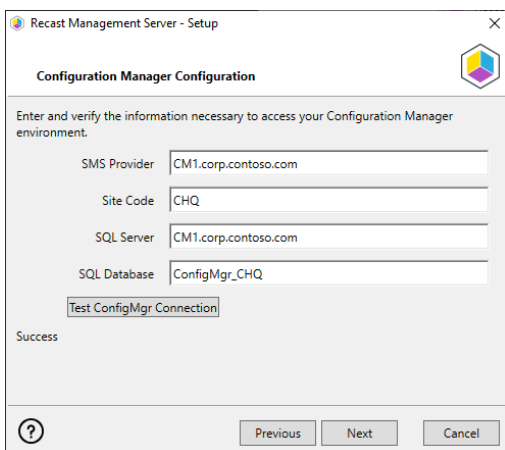 Recast Management Server - Setup
Configuration Manager Configuration
Enter and verify the information necessary to access your Configuration Manager
environment.
SMS Provider CM1.corp.contoso.com
Site Code CHQ
SQL Server CM1.corp.contoso.com
SQL Database ConfigMgr_CHQ
Test ConfigMgr Connection
Success
? Previous Next Cancel